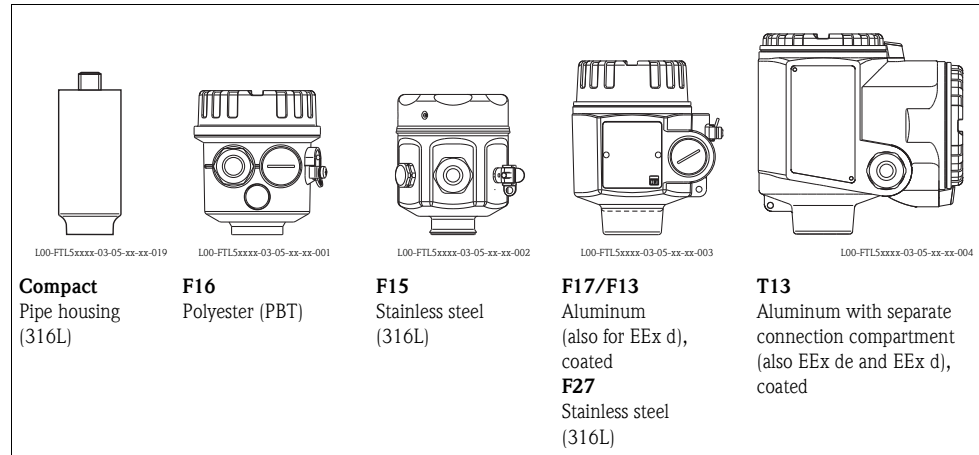 L00-FTL5xxxx-03-05-xx-xx-019
L00-FTL5xxxx-03-05-xx-xx-001
L00-FTL5xxxx-03-05-xx-xx-002
L00-FTL5xxxx-03-05-xx-xx-003
L00-FTL5xxxx-03-05-xx-xx-004
Compact
Pipe housing
(316L)
F16
Polyester (PBT)
F15
Stainless steel
(316L)
F17/F13
Aluminum
(also for EEx d),
coated
F27
Stainless steel
(316L)
T13
Aluminum with separate
connection compartment
(also EEx de and EEx d),
coated